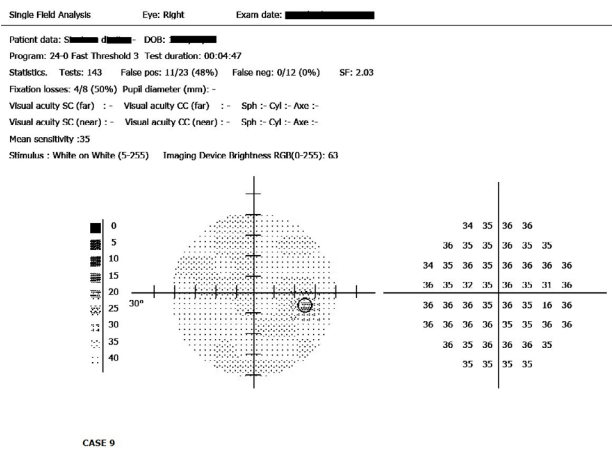 Single Field Analysis Eye: Right Exam date:
Patient data: DOB:
Program: 24-0 Fast Threshold 3 Test duration: 00:04:47
Statistics. Tests: 143 False pos: 11/23 (48%) False neg: 0/12 (0%) SF: 2.03
Fixation losses: 4/8 (50%) Pupil diameter (mm): -
Visual acuity SC (far) : - Visual acuity CC (far) : - Sph :- Cyl :- Axe :-
Visual acuity SC (near) : - Visual acuity CC (near) : - Sph :- Cyl :- Axe :-
Mean sensitivity :35
Stimulus : White on White (5-255) Imaging Device Brightness RGB(0-255): 63
0
5
10
15
20
25
30
35
40
30°
34 35 36 36
36 35 35 36 35 35
34 35 36 35 36 36 36 36
36 35 32 35 36 35 31 36
36 36 36 35 36 35 16 36
36 36 36 36 35 35 36 36
36 35 36 36 36 35
35 35 35 35
CASE 9